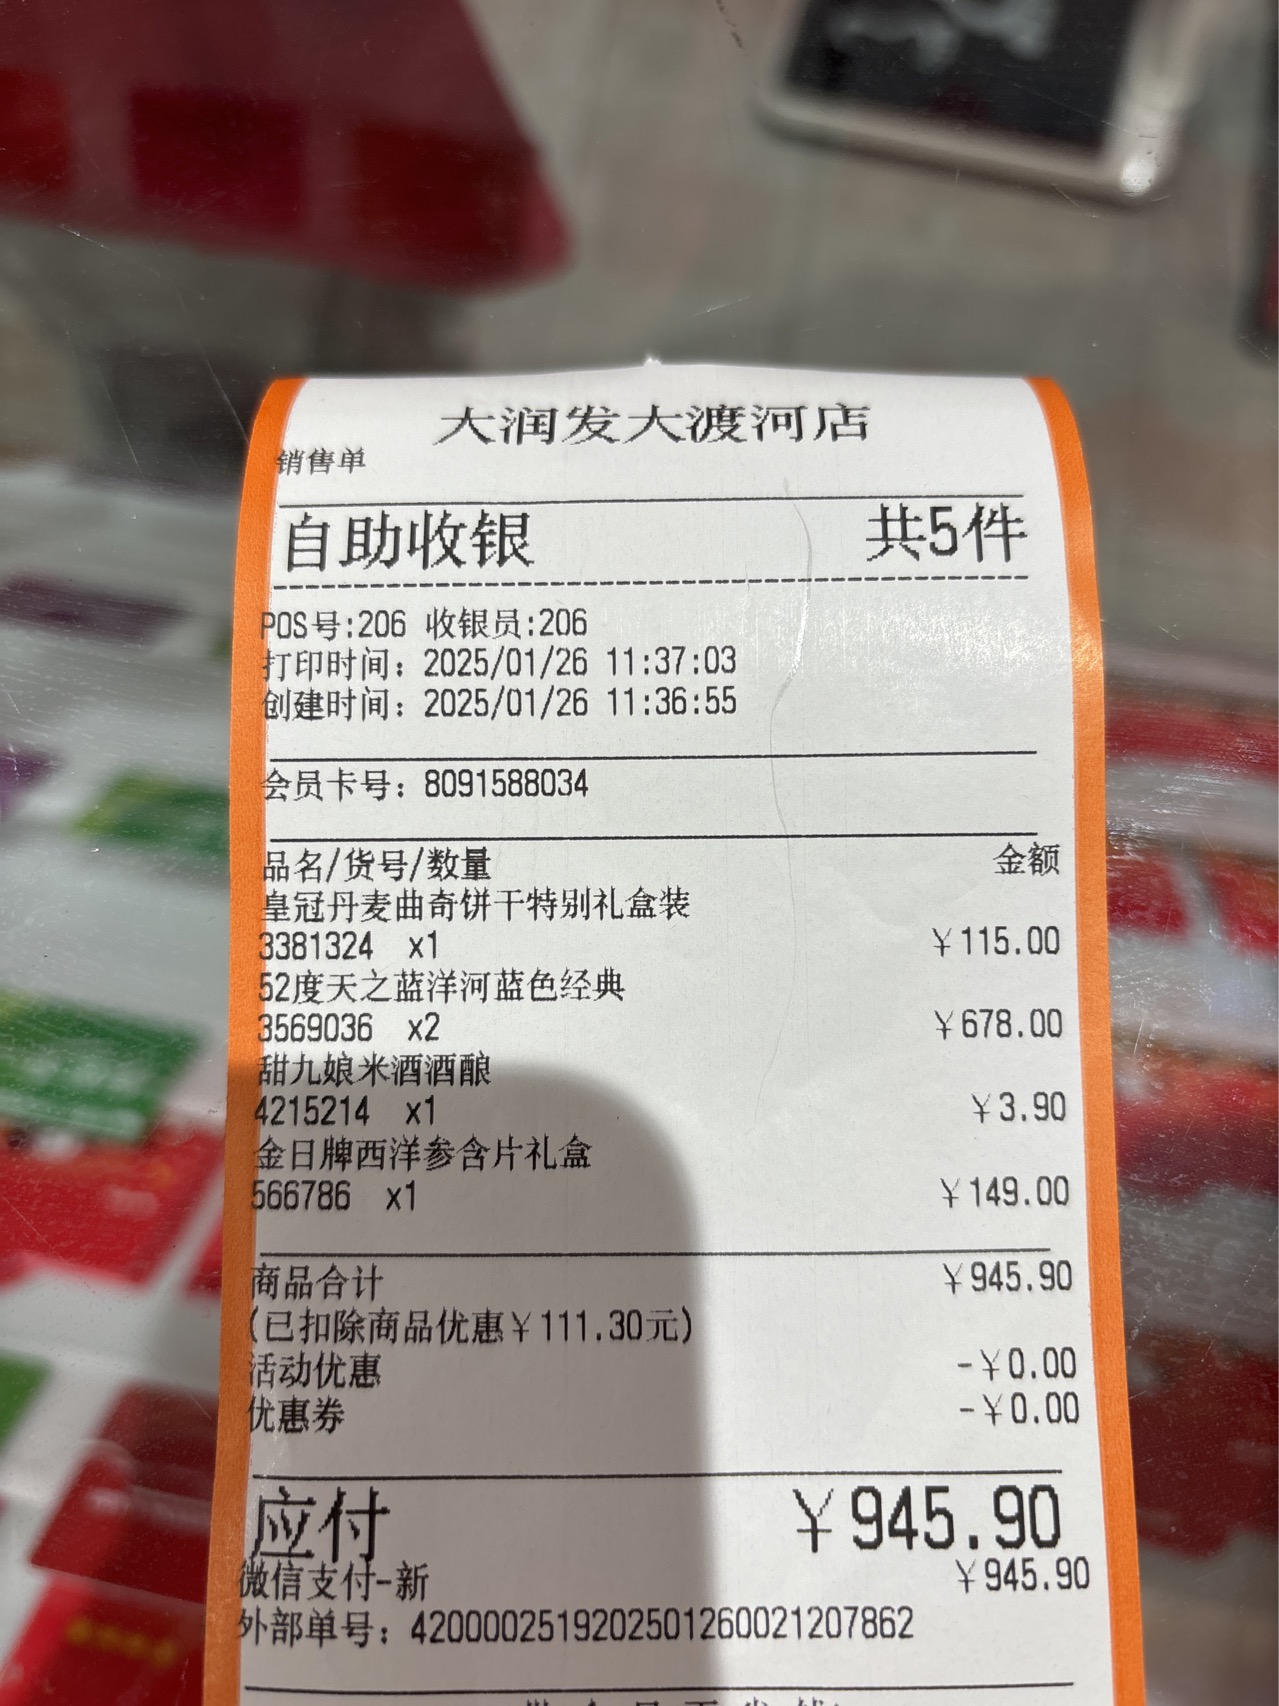 大润发大渡河店
销售单
自助收银 共5件
POS号:206 收银员:206
打印时间：2025/01/26 11:37:03
创建时间：2025/01/26 11:36:55
会员卡号：8091588034
品名/货号/数量 金额
皇冠丹麦曲奇饼干特别礼盒装
3381324 x1 ￥115.00
52度天之蓝洋河蓝色经典
3569036 x2 ￥678.00
甜九娘米酒酒酿
4215214 x1 ￥3.90
金日牌西洋参含片礼盒
566786 x1 ￥149.00
商品合计 ￥945.90
(已扣除商品优惠￥111.30元)
活动优惠 -￥0.00
优惠券 -￥0.00
应付 ￥945.90
微信支付-新 ￥945.90
外部单号：4200002519202501260021207862